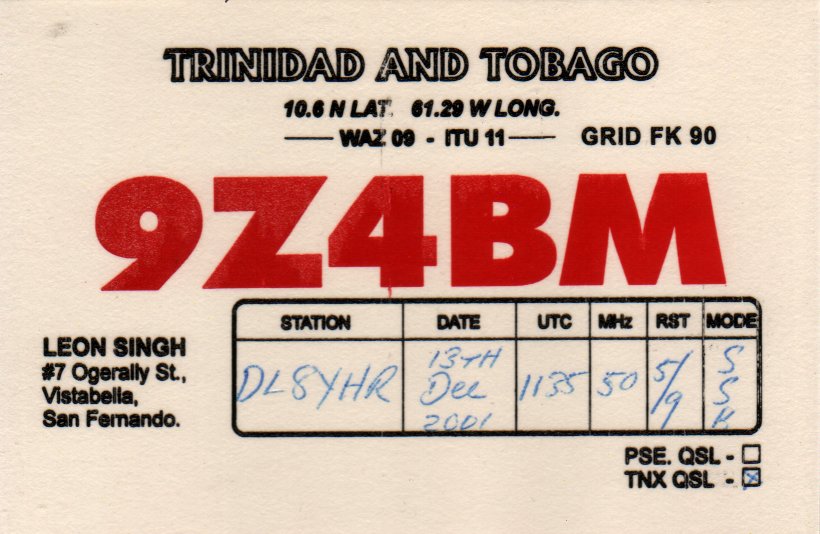 TRINIDAD AND TOBAGO
10.6 N LAT. 61.29 W LONG.
WAZ 09 - ITU 11 GRID FK 90
9Z4BM
LEON SINGH
#7 Ogerally St.,
Vistabella,
San Fernando.
STATION DATE UTC MHz RST MODE
DL8YHR 13TH Dec 2001 1135 50 5/9 SSB
PSE. QSL -
TNX QSL -